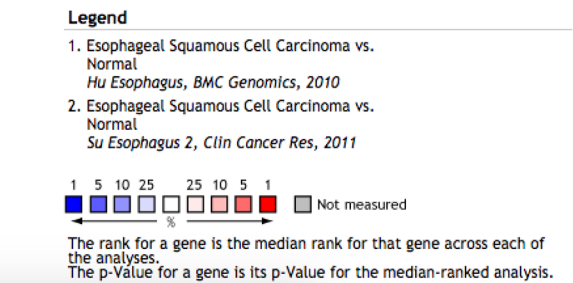 Legend
1. Esophageal Squamous Cell Carcinoma vs.
Normal
Hu Esophagus, BMC Genomics, 2010
2. Esophageal Squamous Cell Carcinoma vs.
Normal
Su Esophagus 2, Clin Cancer Res, 2011
1 5 10 25 25 10 5 1
Not measured
%
The rank for a gene is the median rank for that gene across each of
the analyses.
The p-Value for a gene is its p-Value for the median-ranked analysis.